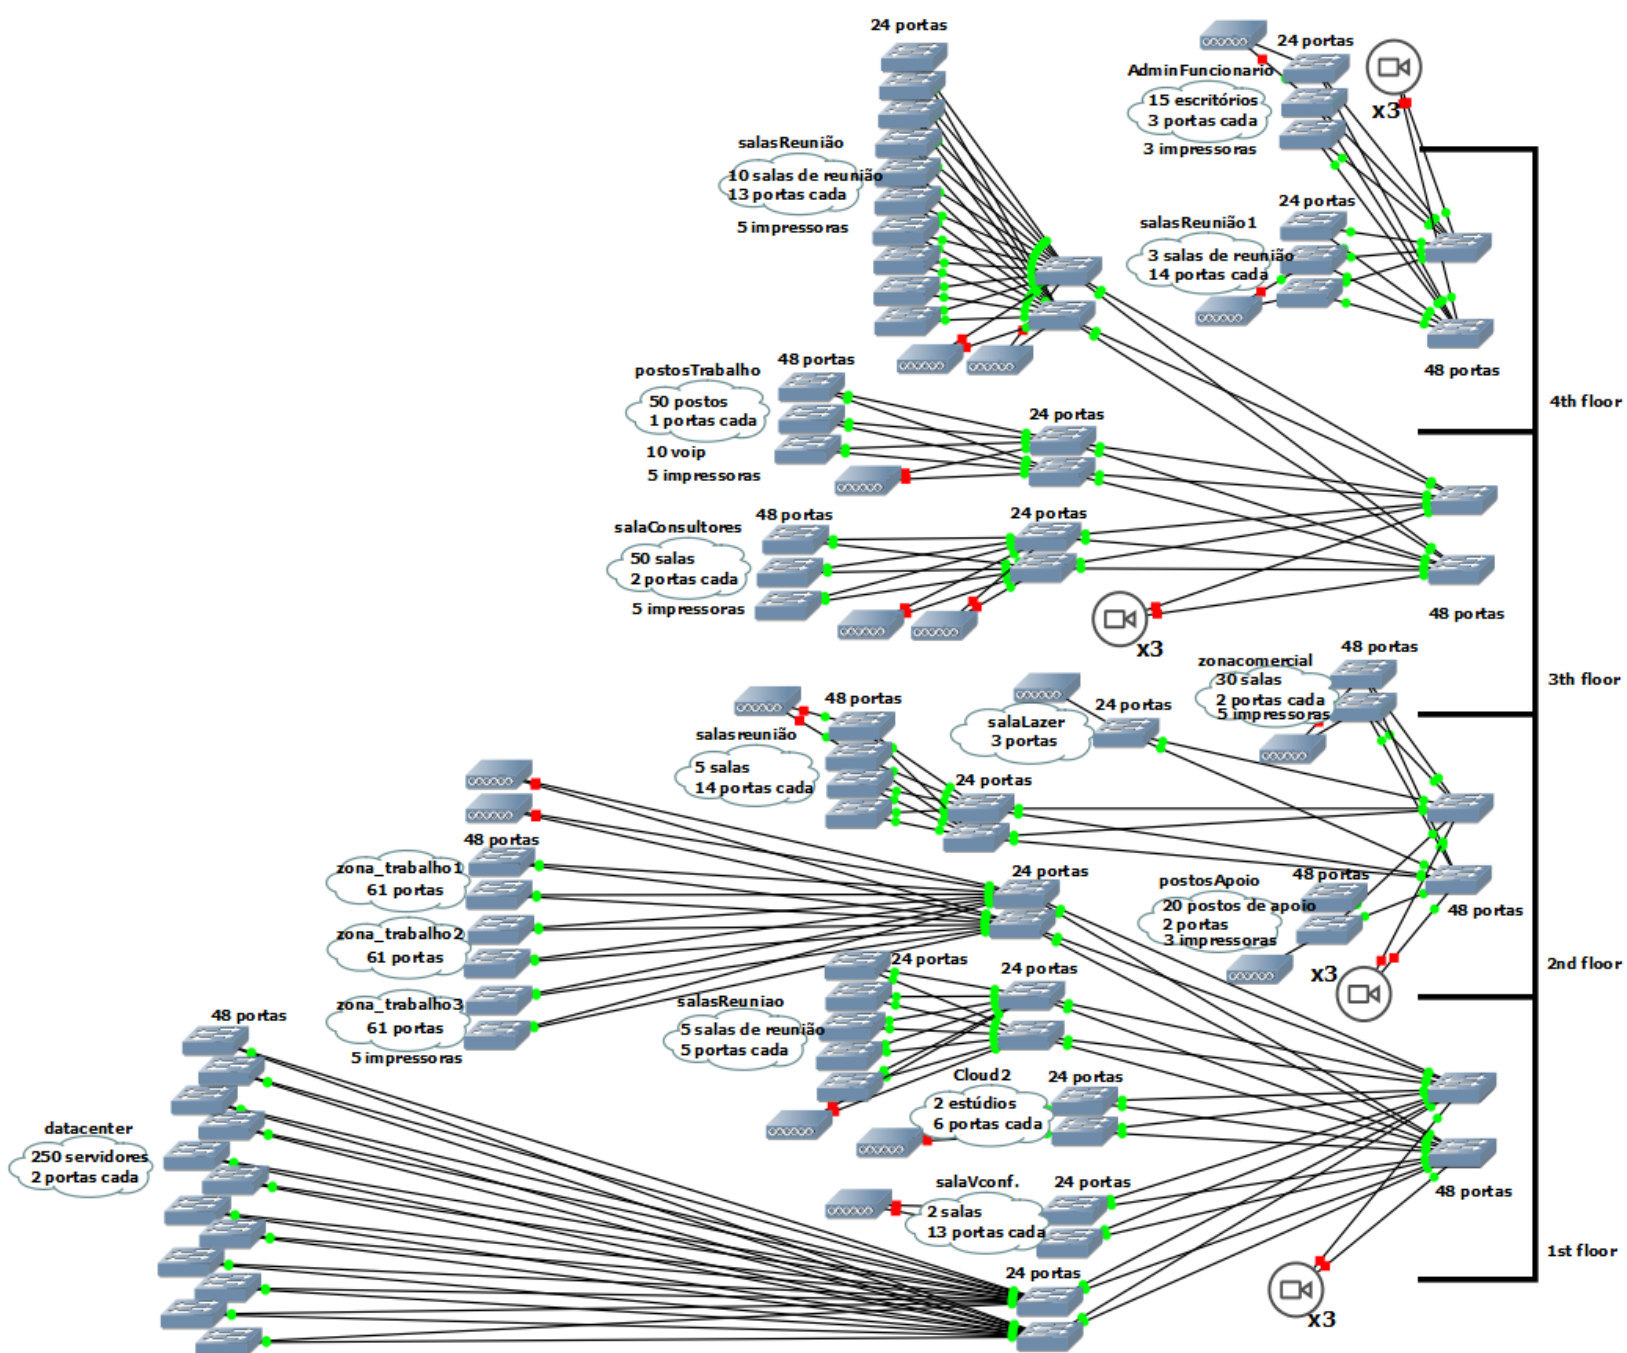 24 portas
24 portas
AdminFuncionario
15 escritórios
3 portas cada
x3
3 impressoras
salasReunião
10 salas de reunião
13 portas cada
5 impressoras
24 portas
salasReunião1
3 salas de reunião
14 portas cada
48 portas
4th floor
postosTrabalho
48 portas
50 postos
1 portas cada
10 voip
5 impressoras
24 portas
salaConsultores
48 portas
50 salas
2 portas cada
5 impressoras
24 portas
x3
48 portas
3th floor
zonacomercial
48 portas
30 salas
2 portas cada
5 impressoras
salaLazer
3 portas
24 portas
salasreunião
48 portas
5 salas
14 portas cada
24 portas
48 portas
zona_trabalho1
61 portas
zona_trabalho2
61 portas
zona_trabalho3
61 portas
5 impressoras
24 portas
postosApoio
48 portas
20 postos de apoio
2 portas
3 impressoras
48 portas
x3
2nd floor
salasReuniao
24 portas
5 salas de reunião
5 portas cada
24 portas
Cloud2
24 portas
2 estúdios
6 portas cada
salaVconf.
24 portas
2 salas
13 portas cada
48 portas
48 portas
datacenter
250 servidores
2 portas cada
24 portas
x3
1st floor